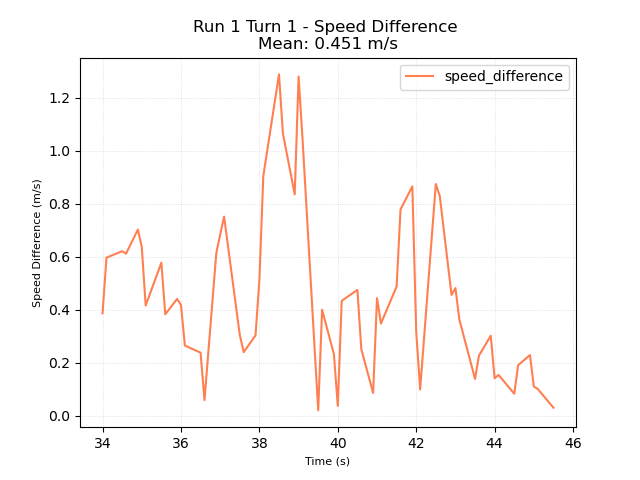 Run 1 Turn 1 - Speed Difference
Mean: 0.451 m/s
speed_difference
1.2
1.0
0.8
0.6
0.4
0.2
0.0
Speed Difference (m/s)
34 36 38 40 42 44 46
Time (s)